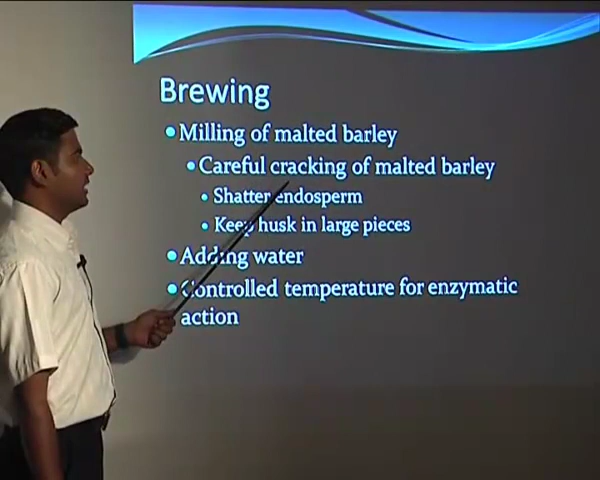 Brewing
Milling of malted barley
Careful cracking of malted barley
Shatter endosperm
Keep husk in large pieces
Adding water
Controlled temperature for enzymatic
action